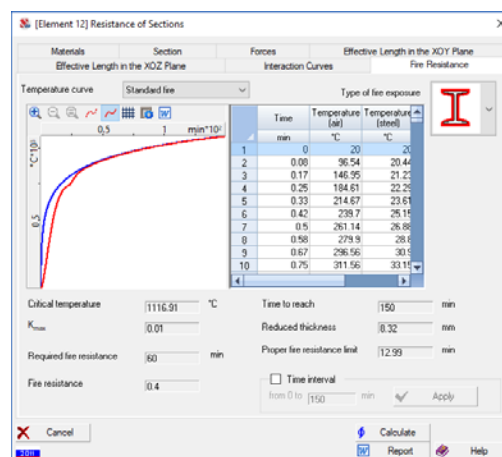 [Element 12] Resistance of Sections
Materials Section Forces Effective Length in the XOY Plane
Effective Length in the XOZ Plane Interaction Curves Fire Resistance
Temperature curve Standard fire Type of fire exposure
0,5 min*10²
°C*10³
0,5
Time Temperature (air) Temperature (steel)
min °C °C
1 0 20 20
2 0.08 96.54 20.44
3 0.17 146.95 21.23
4 0.25 184.61 22.29
5 0.33 214.67 23.61
6 0.42 239.7 25.15
7 0.5 261.14 26.88
8 0.58 279.9 28.8
9 0.67 296.56 30.9
10 0.75 311.56 33.15
Critical temperature 1116.91 °C Time to reach 150 min
Kmax 0.01 Reduced thickness 8.32 mm
Required fire resistance 60 min Proper fire resistance limit 12.99 min
Fire resistance 0.4
Time interval
from 0 to 150 min Apply
Cancel Calculate
Report Help